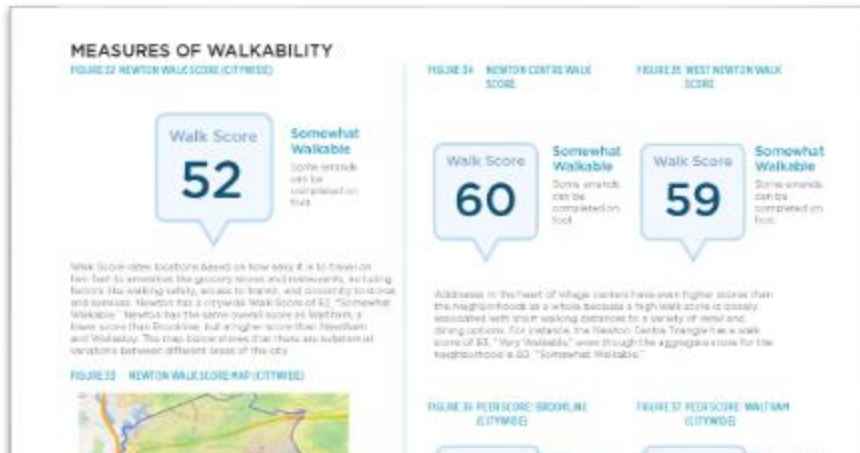 MEASURES OF WALKABILITY
FIGURE 32 NEWTON WALK SCORE (CITYWIDE)
Walk Score
52
Somewhat
Walkable
Some errands
can be
completed on
foot.
Walk Score rates locations based on how easy it is to travel on
two feet to amenities like grocery stores and restaurants, including
factors like walking safety, access to transit, and proximity to stores
and services. Newton has a citywide Walk Score of 52, "Somewhat
Walkable." Newton has the same overall score as Waltham, a
lower score than Brookline, but a higher score than Needham
and Wellesley. The map below shows that there are substantial
variations between different areas of the city.
FIGURE 33 NEWTON WALK SCORE MAP (CITYWIDE)
FIGURE 34 NEWTON CENTRE WALK
SCORE
Walk Score
60
Somewhat
Walkable
Some errands
can be
completed on
foot.
FIGURE 35 WEST NEWTON WALK
SCORE
Walk Score
59
Somewhat
Walkable
Some errands
can be
completed on
foot.
Addresses in the heart of village centers have even higher scores than
the neighborhoods as a whole because a high walk score is closely
associated with short walking distances to a variety of retail and
dining options. For instance, the Newton Centre Triangle has a walk
score of 83, "Very Walkable," even though the aggregate score for the
neighborhood is 60, "Somewhat Walkable."
FIGURE 36 PEER SCORE: BROOKLINE
(CITYWIDE)
FIGURE 37 PEER SCORE: WALTHAM
(CITYWIDE)